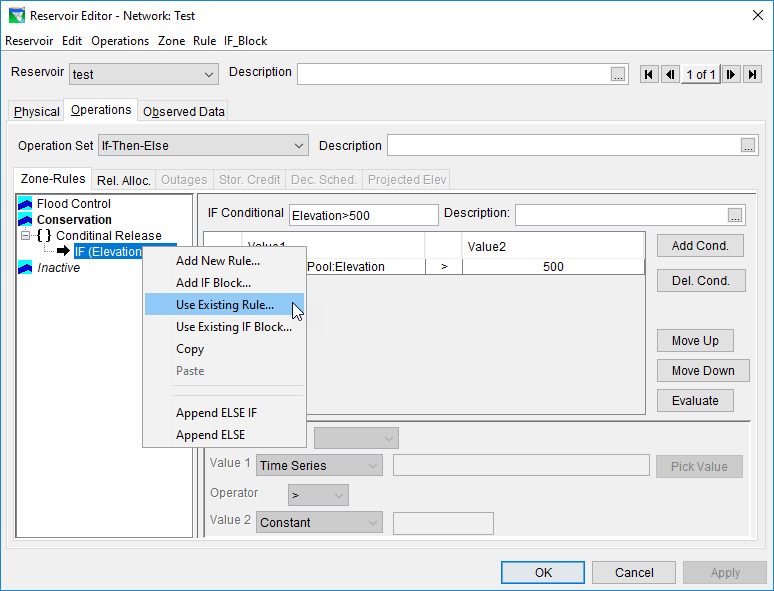 Reservoir Editor - Network: Test
Reservoir Edit Operations Zone Rule IF_Block
Reservoir test Description ... 1 of 1
Physical Operations Observed Data
Operation Set If-Then-Else Description ...
Zone-Rules Rel. Alloc. Outages Stor. Credit Dec. Sched. Projected Elev
Flood Control
Conservation
{ } Conditinal Release
IF (Elevation
Inactive
Add New Rule...
Add IF Block...
Use Existing Rule...
Use Existing IF Block...
Copy
Paste
Append ELSE IF
Append ELSE
IF Conditional Elevation>500 Description: ...
Value1 Value2
Pool:Elevation > 500
Add Cond.
Del. Cond.
Move Up
Move Down
Evaluate
Value 1 Time Series Pick Value
Operator >
Value 2 Constant
OK Cancel Apply